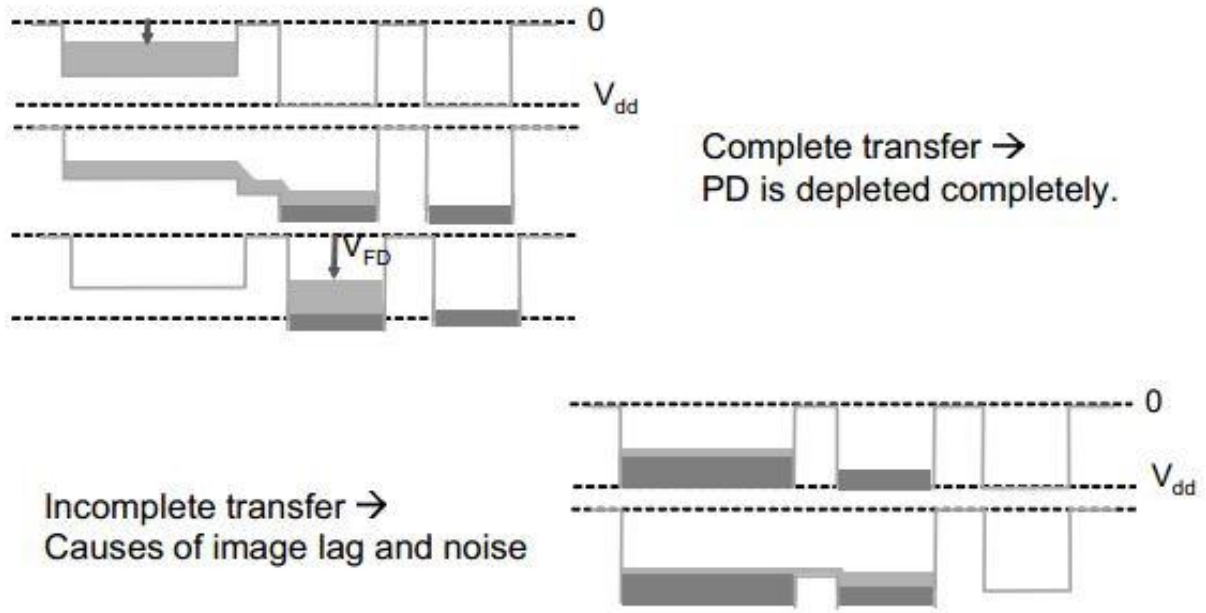 0
V_dd
Complete transfer →
PD is depleted completely.
V_FD
0
V_dd
Incomplete transfer →
Causes of image lag and noise